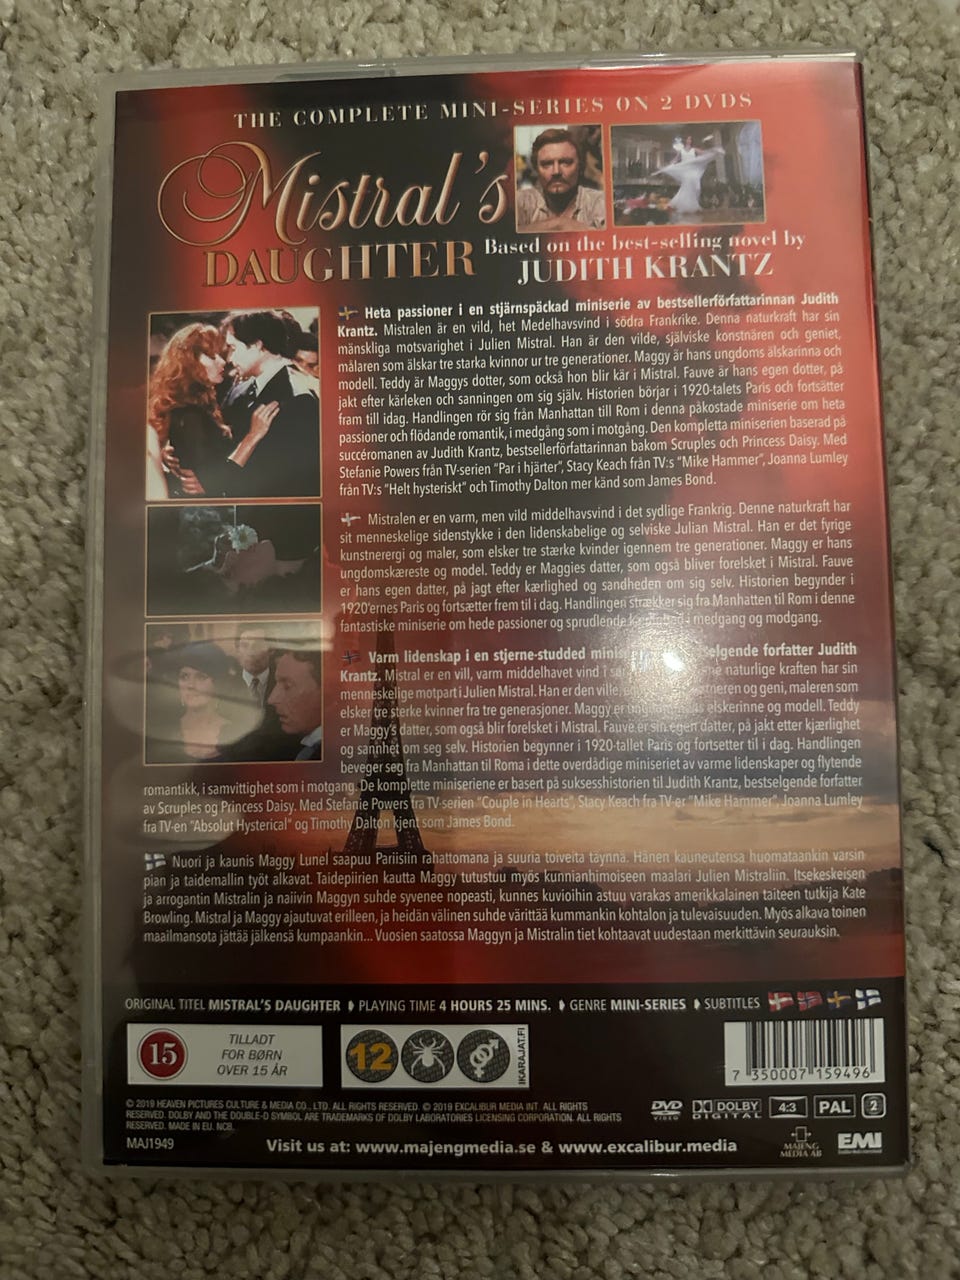 THE COMPLETE MINI-SERIES ON 2 DVDS
Mistral's
DAUGHTER
Based on the best-selling novel by
JUDITH KRANTZ
Heta passioner i en stjärnspäckad miniserie av bestsellerförfattarinnan Judith
Krantz. Mistralen är en vild, het Medelhavsvind i södra Frankrike. Denna naturkraft har sin
mänskliga motsvarighet i Julien Mistral. Han är den vilde, själviske konstnären och geniet,
målaren som älskar tre starka kvinnor ur tre generationer. Maggy är hans ungdoms älskarinna och
modell. Teddy är Maggys dotter, som också hon blir kär i Mistral. Fauve är hans egen dotter, på
jakt efter kärleken och sanningen om sig själv. Historien börjar i 1920-talets Paris och fortsätter
fram till idag. Handlingen rör sig från Manhattan till Rom i denna påkostade miniserie om heta
passioner och flödande romantik, i medgång som i motgång. Den kompletta miniserien baserad på
succéromanen av Judith Krantz, bestsellerförfattarinnan bakom Scruples och Princess Daisy. Med
Stefanie Powers från TV-serien "Par i hjärter", Stacy Keach från TV:s "Mike Hammer", Joanna Lumley
från TV:s "Helt hysteriskt" och Timothy Dalton mer känd som James Bond.
Mistralen er en varm, men vild middelhavsvind i det sydlige Frankrig. Denne naturkraft har
sit menneskelige sidenstykke i den lidenskabelige og selviske Julian Mistral. Han er det fyrige
kunstnerergi og maler, som elsker tre stærke kvinder igennem tre generationer. Maggy er hans
ungdomskæreste og model. Teddy er Maggies datter, som også bliver forelsket i Mistral. Fauve
er hans egen datter, på jagt efter kærlighed og sandheden om sig selv. Historien begynder i
1920'ernes Paris og fortsætter frem til i dag. Handlingen strækker sig fra Manhatten til Rom i denne
fantastiske miniserie om hede passioner og sprudlende i medgang og modgang.
Varm lidenskap i en stjerne-studded forfatter Judith
Krantz. Mistral er en vill, varm middelhavet vind i naturlige kraften har sin
menneskelige motpart i Julien Mistral. Han er den ville, og geni, maleren som
elsker tre sterke kvinner fra tre generasjoner. Maggy er elskerinne og modell. Teddy
er Maggy's datter, som også blir forelsket i Mistral. Fauve er sin egen datter, på jakt etter kjærlighet
og sannhet om seg selv. Historien begynner i 1920-tallet Paris og fortsetter til i dag. Handlingen
beveger seg fra Manhattan til Roma i dette overdådige miniseriet av varme lidenskaper og flytende
romantikk, i samvittighet som i motgang. De komplette miniseriene er basert på suksesshistorien til Judith Krantz, bestselgende forfatter
av Scruples og Princess Daisy. Med Stefanie Powers fra TV-serien "Couple in Hearts", Stacy Keach fra TV-er "Mike Hammer", Joanna Lumley
fra TV-en "Absolut Hysterical" og Timothy Dalton kjent som James Bond.
Nuori ja kaunis Maggy Lunel saapuu Pariisiin rahattomana ja suuria toiveita täynnä. Hänen kauneutensa huomataankin varsin
pian ja taidemallin työt alkavat. Taidepiirien kautta Maggy tutustuu myös kunnianhimoiseen maalari Julien Mistraliin. Itsekeskeisen
ja arrogantin Mistralin ja naiivin Maggyn suhde syvenee nopeasti, kunnes kuvioihin astuu varakas amerikkalainen taiteen tutkija Kate
Browling. Mistral ja Maggy ajautuvat erilleen, ja heidän välinen suhde värittää kummankin kohtalon ja tulevaisuuden. Myös alkava toinen
maailmansota jättää jälkensä kumpaankin... Vuosien saatossa Maggyn ja Mistralin tiet kohtaavat uudestaan merkittävin seurauksin.
ORIGINAL TITEL MISTRAL'S DAUGHTER PLAYING TIME 4 HOURS 25 MINS. GENRE MINI-SERIES SUBTITLES
15
TILLADT
FOR BØRN
OVER 15 ÅR
12
IKARAJAT.FI
7 350007 159496
© 2019 HEAVEN PICTURES CULTURE & MEDIA CO., LTD. ALL RIGHTS RESERVED. © 2019 EXCALIBUR MEDIA INT. ALL RIGHTS
RESERVED. DOLBY AND THE DOUBLE-D SYMBOL ARE TRADEMARKS OF DOLBY LABORATORIES LICENSING CORPORATION. ALL RIGHTS
RESERVED. MADE IN EU. NCB.
DVD VIDEO DOLBY DIGITAL 4:3 PAL 2
MAJ1949
Visit us at: www.majengmedia.se & www.excalibur.media
MAJENG
MEDIA AB
EMI